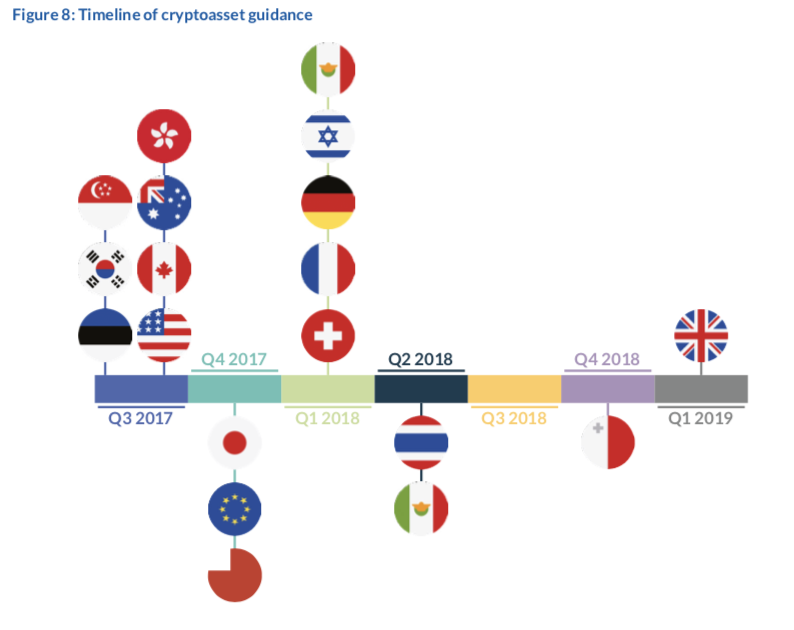 Figure 8: Timeline of cryptoasset guidance
Q4 2017
Q2 2018
Q4 2018
Q3 2017
Q1 2018
Q3 2018
Q1 2019